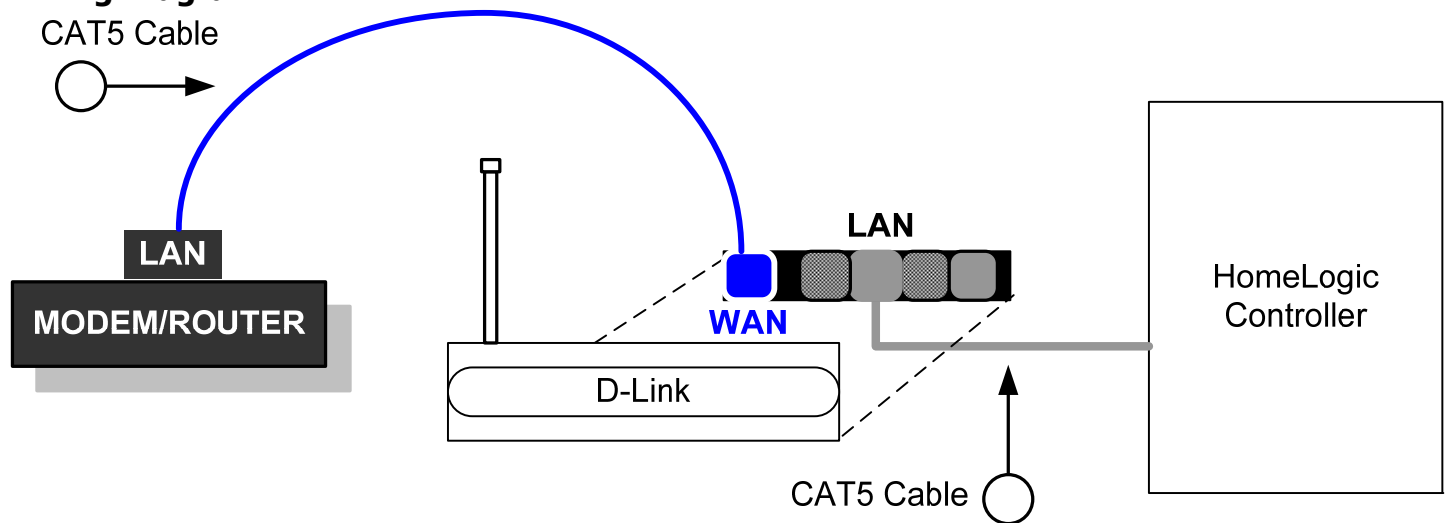 CAT5 Cable
LAN
MODEM/ROUTER
LAN
WAN
D-Link
HomeLogic
Controller
CAT5 Cable